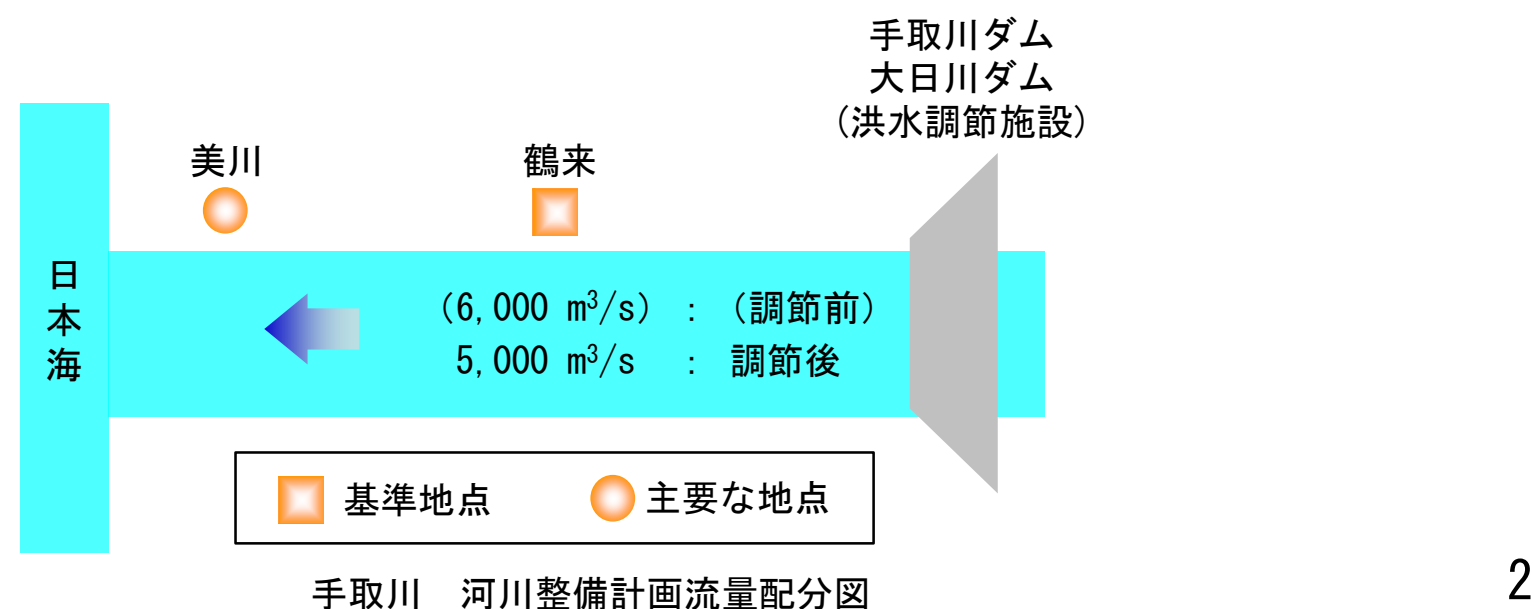 手取川ダム
大日川ダム
(洪水調節施設)
美川
鶴来
日本海
(6,000 m³/s) : (調節前)
5,000 m³/s : 調節後
基準地点
主要な地点
手取川 河川整備計画流量配分図
2